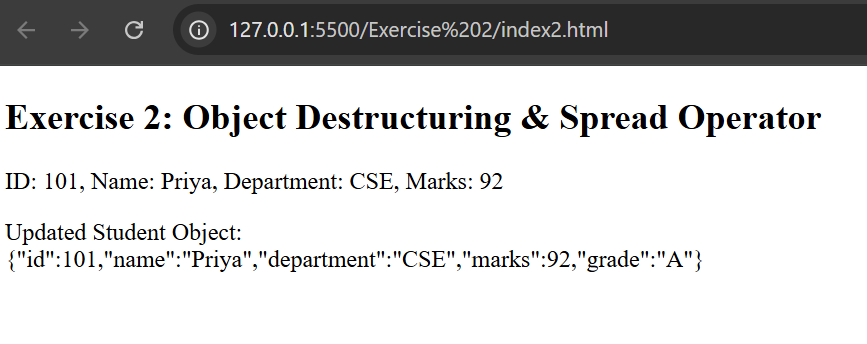 127.0.0.1:5500/Exercise%202/index2.html
Exercise 2: Object Destructuring & Spread Operator
ID: 101, Name: Priya, Department: CSE, Marks: 92
Updated Student Object:
{"id":101,"name":"Priya","department":"CSE","marks":92,"grade":"A"}